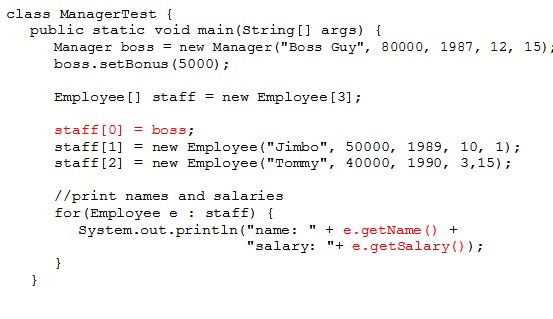 class ManagerTest {
public static void main(String[] args) {
Manager boss = new Manager("Boss Guy", 80000, 1987, 12, 15);
boss.setBonus(5000);
Employee[] staff = new Employee[3];
staff[0] = boss;
staff[1] = new Employee("Jimbo", 50000, 1989, 10, 1);
staff[2] = new Employee("Tommy", 40000, 1990, 3,15);
//print names and salaries
for(Employee e : staff) {
System.out.println("name: " + e.getName() +
"salary: "+ e.getSalary());
}
}